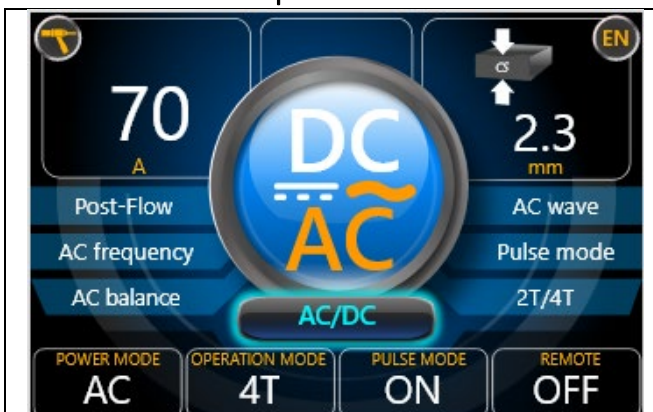 EN
70
A
DC
AC
cs
2.3
mm
Post-Flow
AC frequency
AC balance
AC wave
Pulse mode
2T/4T
AC/DC
POWER MODE
AC
OPERATION MODE
4T
PULSE MODE
ON
REMOTE
OFF